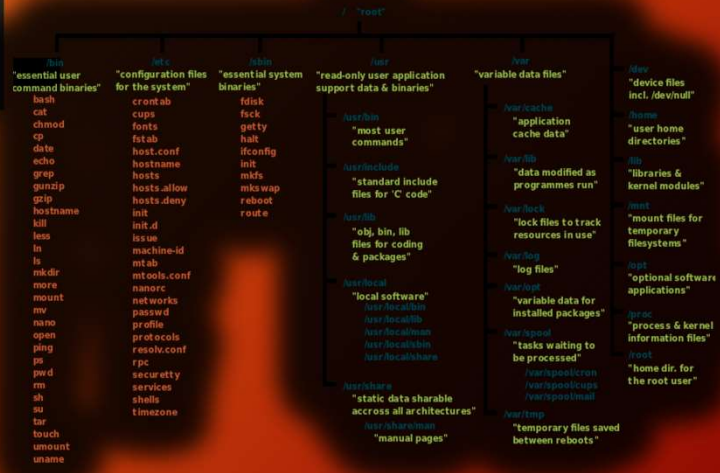 / "root"
/bin
"essential user
command binaries"
bash
cat
chmod
cp
date
echo
grep
gunzip
gzip
hostname
kill
less
ln
ls
mkdir
more
mount
mv
nano
open
ping
ps
pwd
rm
sh
su
tar
touch
umount
uname
/etc
"configuration files
for the system"
crontab
cups
fonts
fstab
host.conf
hostname
hosts
hosts.allow
hosts.deny
init
init.d
issue
machine-id
mtab
mtools.conf
nanorc
networks
passwd
profile
protocols
resolv.conf
rpc
securetty
services
shells
timezone
/sbin
"essential system
binaries"
fdisk
fsck
getty
halt
ifconfig
init
mkfs
mkswap
reboot
route
/usr
"read-only user application
support data & binaries"
/usr/bin
"most user
commands"
/usr/include
"standard include
files for 'C' code"
/usr/lib
"obj, bin, lib
files for coding
& packages"
/usr/local
"local software"
/usr/local/bin
/usr/local/lib
/usr/local/man
/usr/local/sbin
/usr/local/share
/usr/share
"static data sharable
accross all architectures"
/usr/share/man
"manual pages"
/var
"variable data files"
/var/cache
"application
cache data"
/var/lib
"data modified as
programmes run"
/var/lock
"lock files to track
resources in use"
/var/log
"log files"
/var/opt
"variable data for
installed packages"
/var/spool
"tasks waiting to
be processed"
/var/spool/cron
/var/spool/cups
/var/spool/mail
/var/tmp
"temporary files saved
between reboots"
/dev
"device files
incl. /dev/null"
/home
"user home
directories"
/lib
"libraries &
kernel modules"
/mnt
"mount files for
temporary
filesystems"
/opt
"optional software
applications"
/proc
"process & kernel
information files"
/root
"home dir. for
the root user"